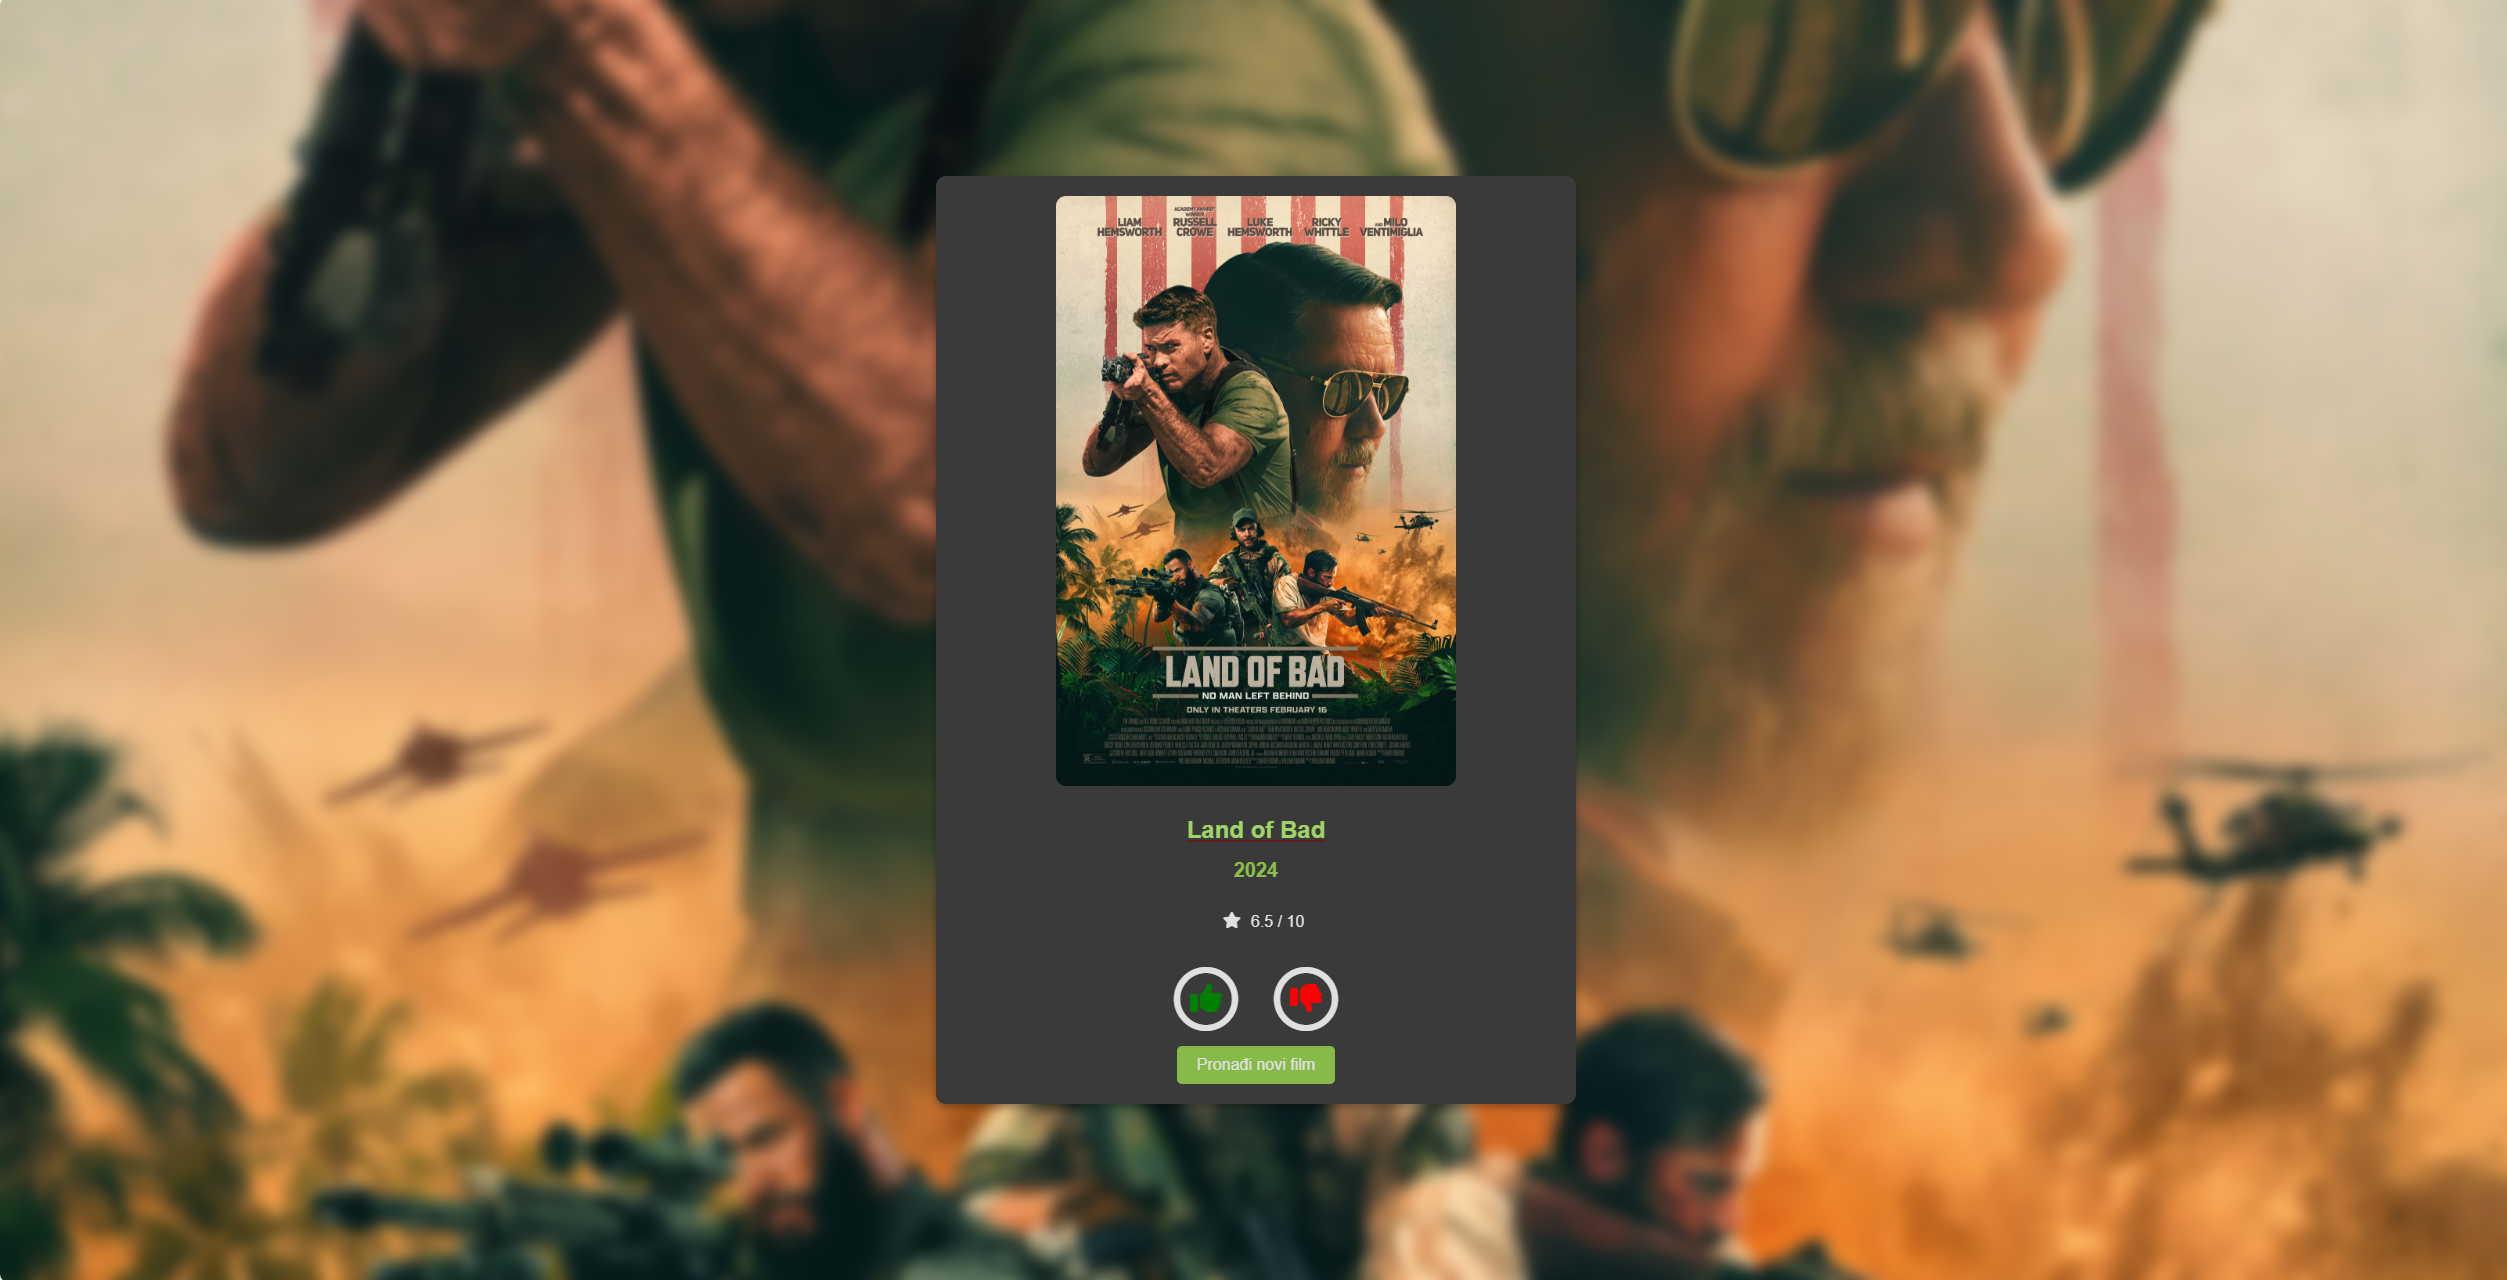 ACADEMY AWARD®
WINNER
LIAM RUSSELL LUKE RICKY AND MILO
HEMSWORTH CROWE HEMSWORTH WHITTLE VENTIMIGLIA
LAND OF BAD
NO MAN LEFT BEHIND
ONLY IN THEATERS FEBRUARY 16
Land of Bad
2024
6.5 / 10
Pronađi novi film